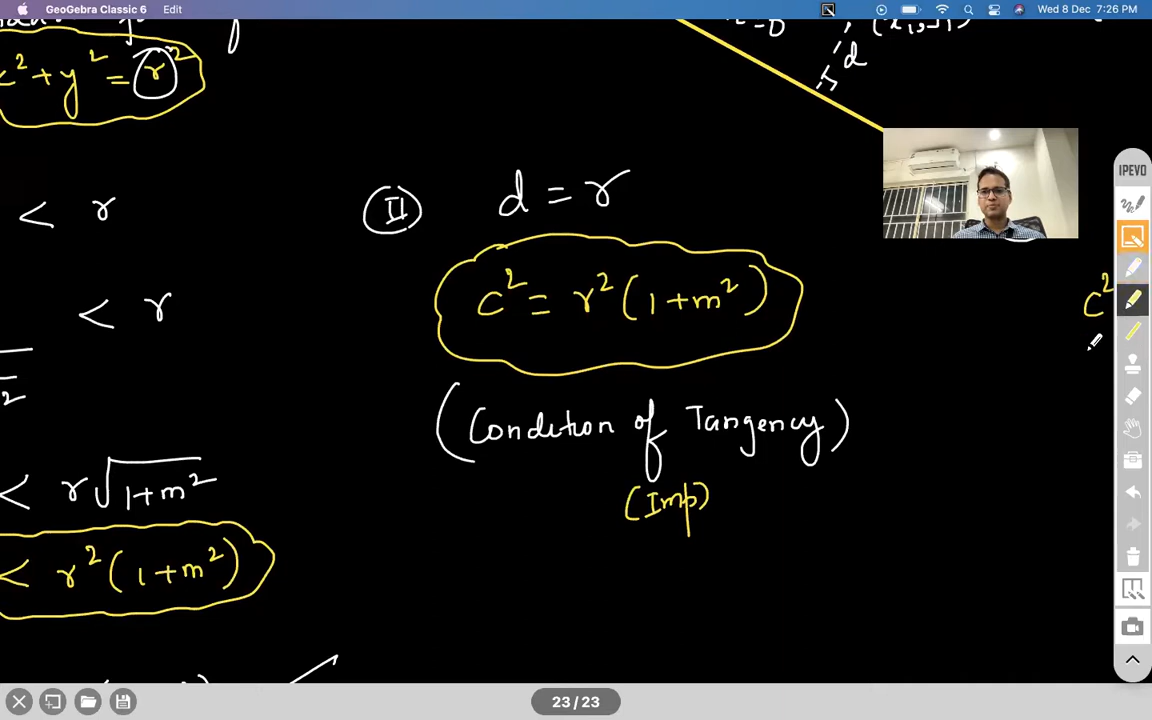 GeoGebra Classic 6 Edit Wed 8 Dec 7:26 PM
x² + y² = r²
d
< r
II d = r
IPEVO
c² = r² (1+m²)
c²
< r
(Condition of Tangency)
< r√1+m²
(Imp)
< r² (1+m²)
23 / 23